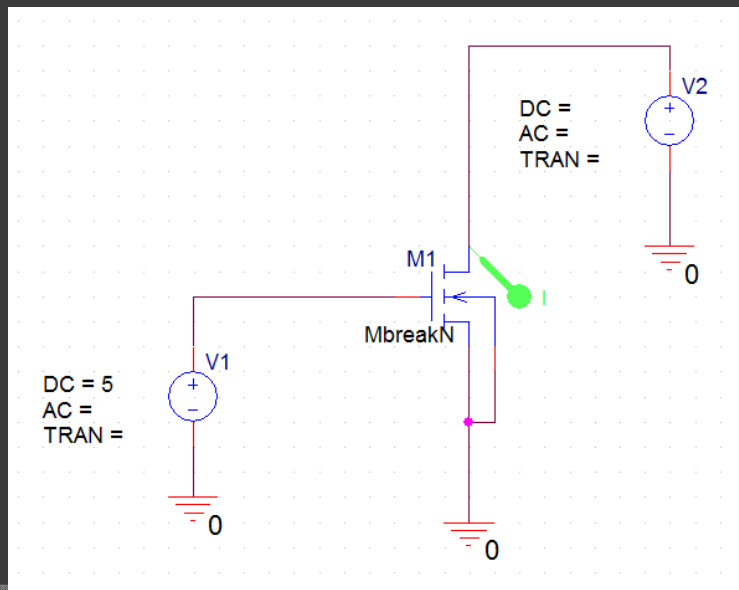 V2
DC =
AC =
TRAN =
0
M1
I
MbreakN
V1
DC = 5
AC =
TRAN =
0
0